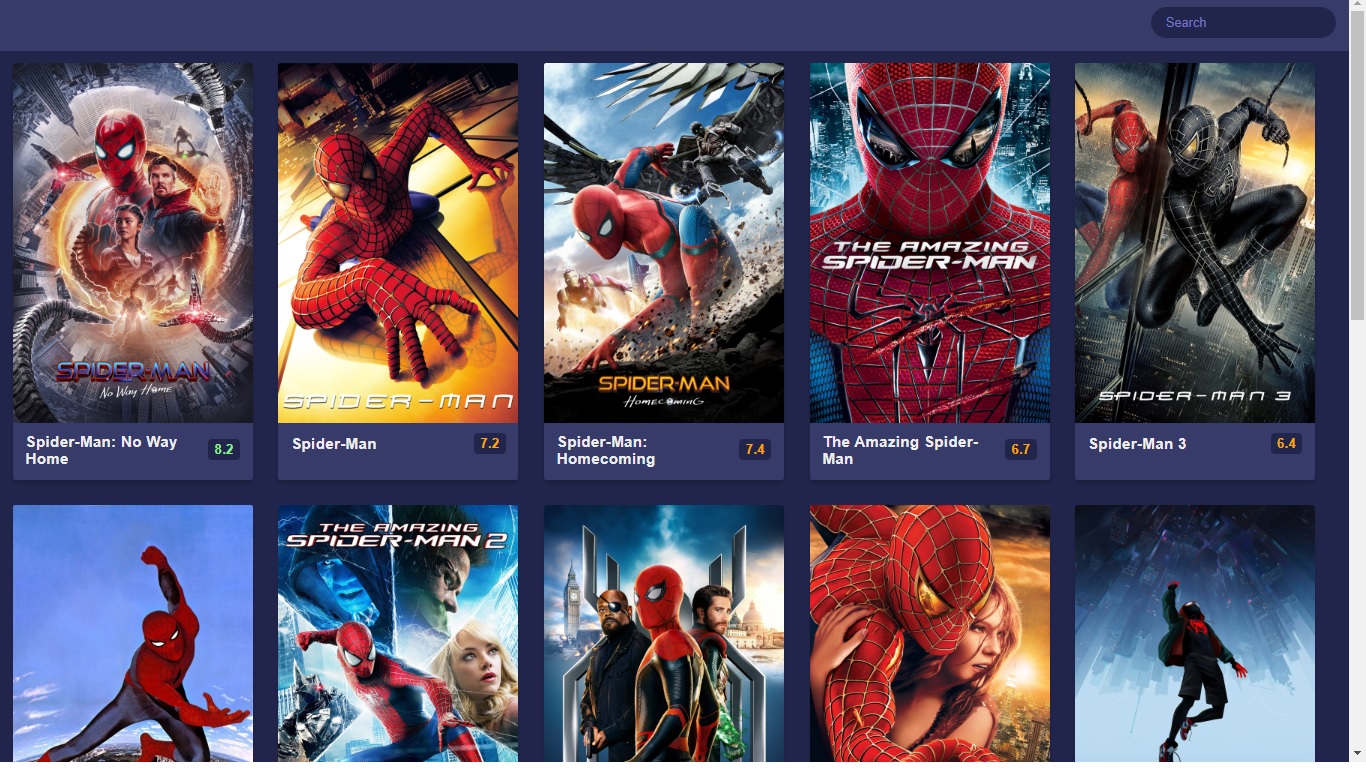 Search
SPIDER-MAN
No Way Home
SPIDER-MAN
SPIDER-MAN
HOMECOMING
THE AMAZING
SPIDER-MAN
SPIDER-MAN 3
Spider-Man: No Way
Home
8.2
Spider-Man
7.2
Spider-Man:
Homecoming
7.4
The Amazing Spider-
Man
6.7
Spider-Man 3
6.4
THE AMAZING
SPIDER-MAN 2